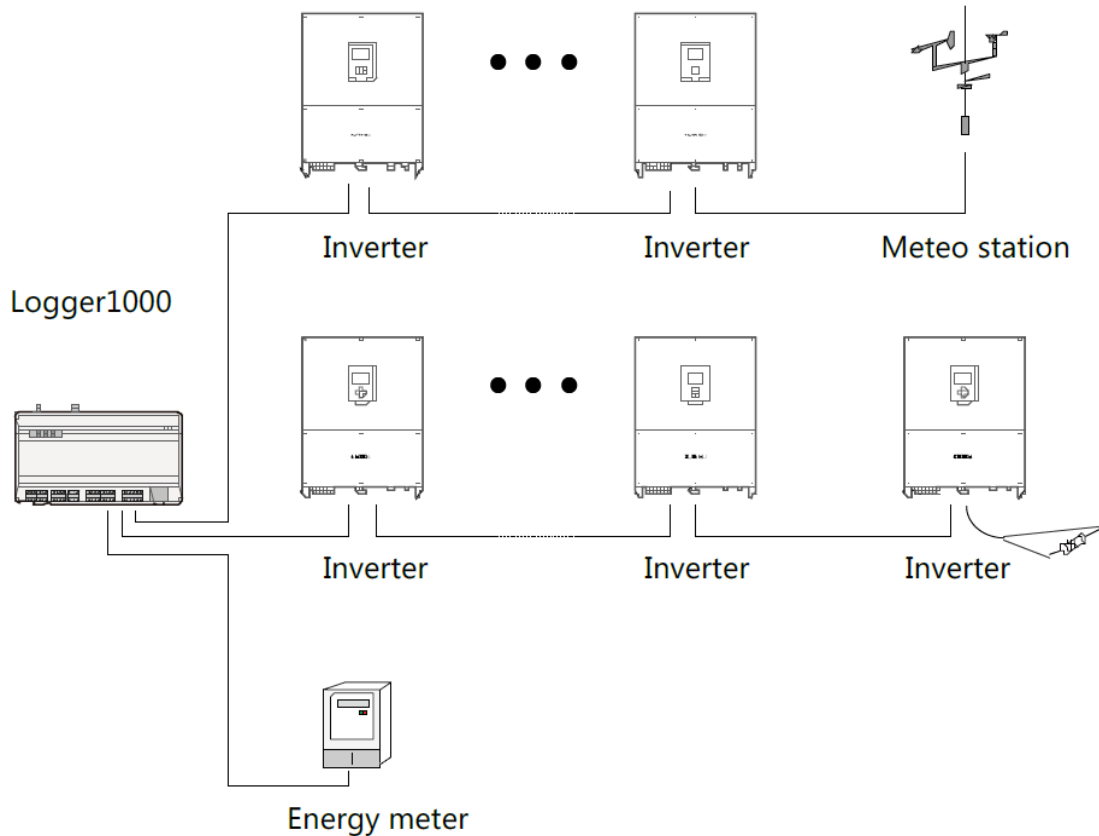 Inverter
Inverter
Meteo station
Logger1000
Inverter
Inverter
Inverter
Energy meter